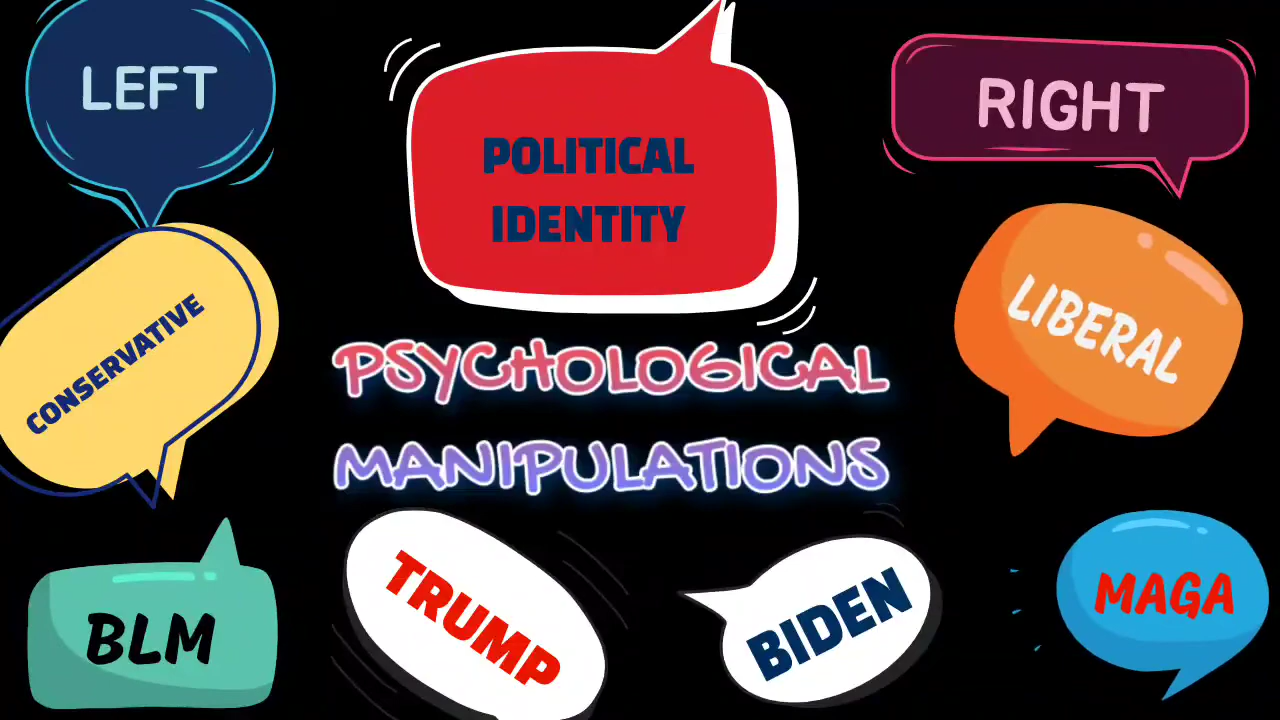 LEFT
POLITICAL
IDENTITY
RIGHT
CONSERVATIVE
LIBERAL
PSYCHOLOGICAL
MANIPULATIONS
BLM
TRUMP
BIDEN
MAGA